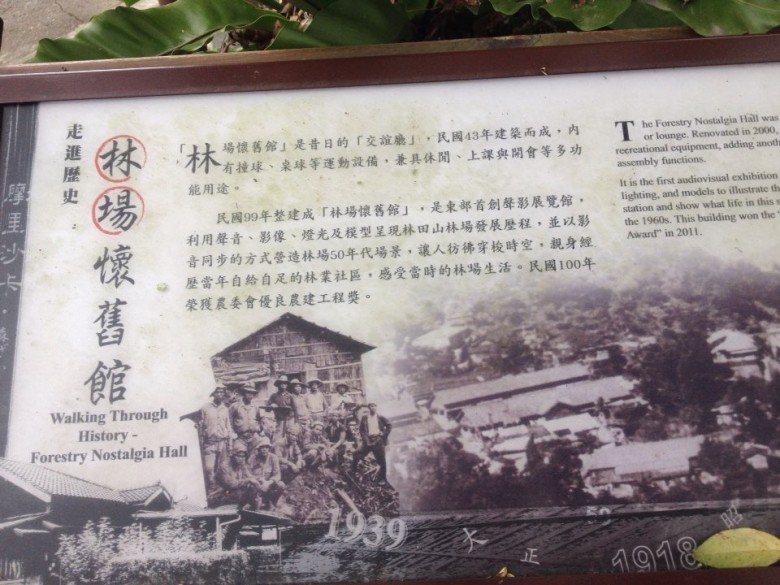 走進歷史
林場懷舊館
Walking Through
History -
Forestry Nostalgia Hall
「林場懷舊館」是昔日的「交誼廳」，民國43年建築而成，內
有撞球、桌球等運動設備，兼具休閒、上課與開會等多功
能用途。
民國99年整建成「林場懷舊館」，是東部首創聲影展覽館，
利用聲音、影像、燈光及模型呈現林田山林場發展歷程，並以影
音同步的方式營造林場50年代場景，讓人彷彿穿梭時空，親身經
歷當年自給自足的林業社區，感受當時的林場生活。民國100年
榮獲農委會優良農建工程獎。
The Forestry Nostalgia Hall was
or lounge. Renovated in 2000,
recreational equipment, adding anoth
assembly functions.
It is the first audiovisual exhibition
lighting, and models to illustrate th
station and show what life in this s
the 1960s. This building won the
Award" in 2011.
摩里沙卡
1939
大正
1918
昭